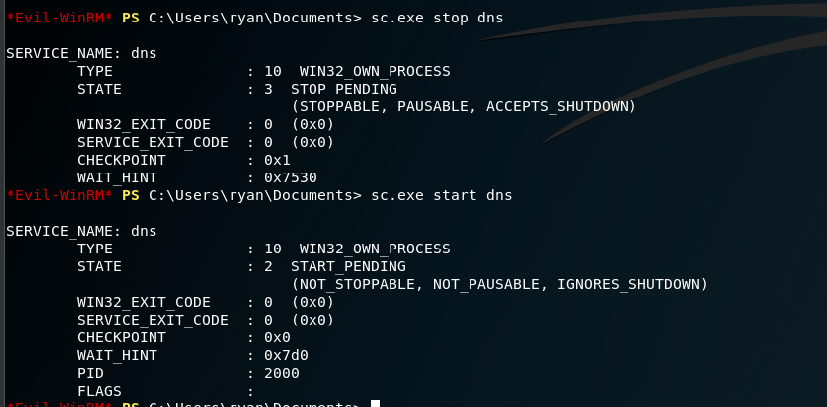 *Evil-WinRM* PS C:\Users\ryan\Documents> sc.exe stop dns
SERVICE_NAME: dns
        TYPE               : 10  WIN32_OWN_PROCESS
        STATE              : 3  STOP_PENDING
                                (STOPPABLE, PAUSABLE, ACCEPTS_SHUTDOWN)
        WIN32_EXIT_CODE    : 0  (0x0)
        SERVICE_EXIT_CODE  : 0  (0x0)
        CHECKPOINT         : 0x1
        WAIT_HINT          : 0x7530
*Evil-WinRM* PS C:\Users\ryan\Documents> sc.exe start dns
SERVICE_NAME: dns
        TYPE               : 10  WIN32_OWN_PROCESS
        STATE              : 2  START_PENDING
                                (NOT_STOPPABLE, NOT_PAUSABLE, IGNORES_SHUTDOWN)
        WIN32_EXIT_CODE    : 0  (0x0)
        SERVICE_EXIT_CODE  : 0  (0x0)
        CHECKPOINT         : 0x0
        WAIT_HINT          : 0x7d0
        PID                : 2000
        FLAGS              :
*Evil-WinRM* PS C:\Users\ryan\Documents>